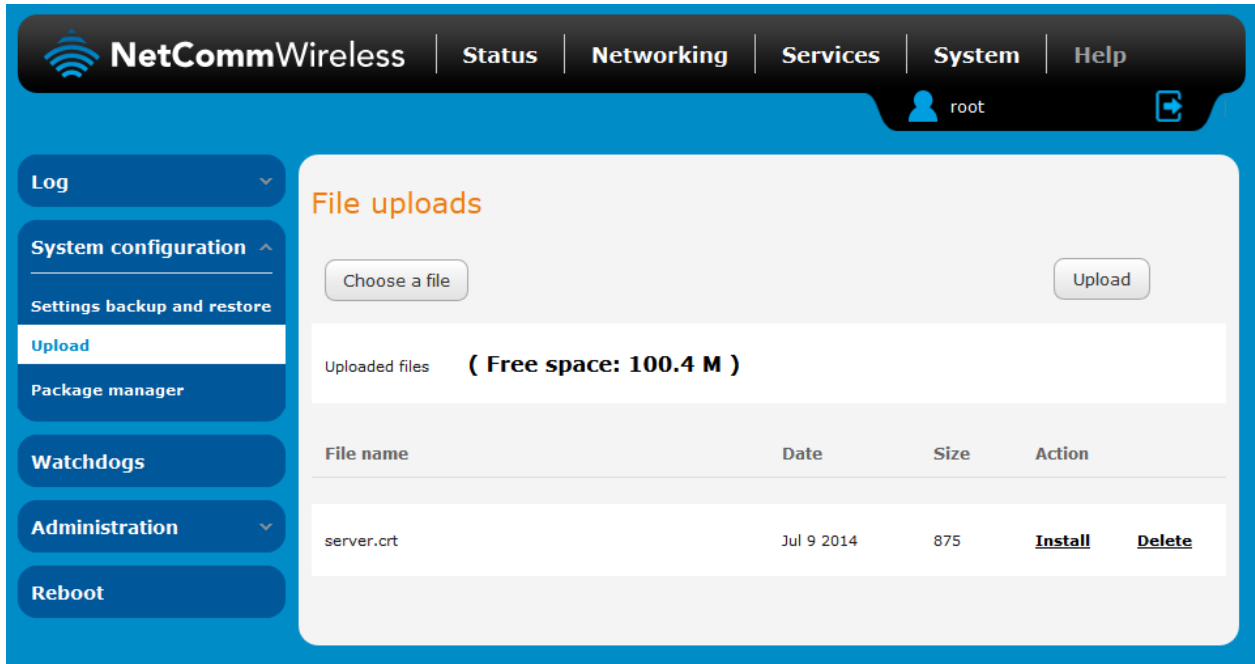 NetCommWireless Status Networking Services System Help
root
Log
System configuration
Settings backup and restore
Upload
Package manager
Watchdogs
Administration
Reboot
File uploads
Choose a file Upload
Uploaded files ( Free space: 100.4 M )
File name Date Size Action
server.crt Jul 9 2014 875 Install Delete